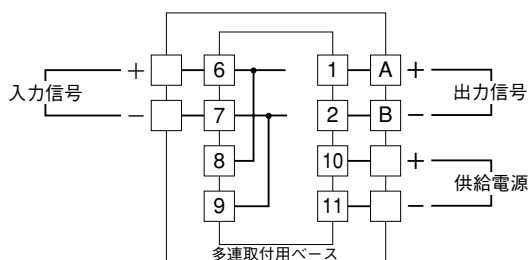 + 6 1 A +
入力信号 出力信号
− 7 2 B −
8 10 +
供給電源
9 11 −
多連取付用ベース